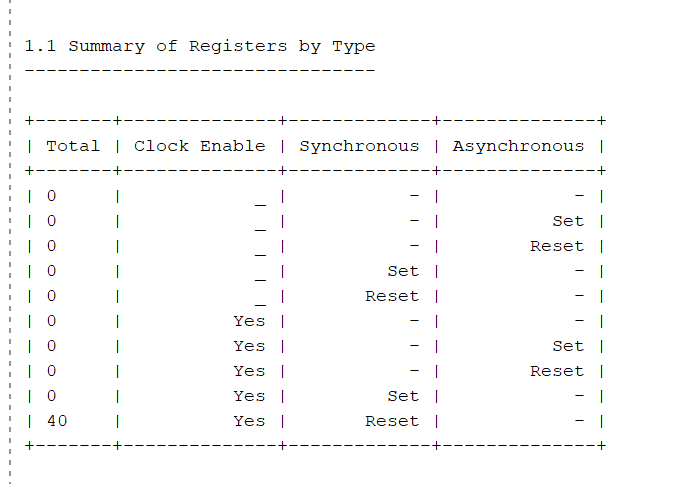 1.1 Summary of Registers by Type
--------------------------------
+-------+--------------+-------------+--------------+
| Total | Clock Enable | Synchronous | Asynchronous |
+-------+--------------+-------------+--------------+
| 0     |            _ |           - |            - |
| 0     |            _ |           - |          Set |
| 0     |            _ |           - |        Reset |
| 0     |            _ |         Set |            - |
| 0     |            _ |       Reset |            - |
| 0     |          Yes |           - |            - |
| 0     |          Yes |           - |          Set |
| 0     |          Yes |           - |        Reset |
| 0     |          Yes |         Set |            - |
| 40    |          Yes |       Reset |            - |
+-------+--------------+-------------+--------------+